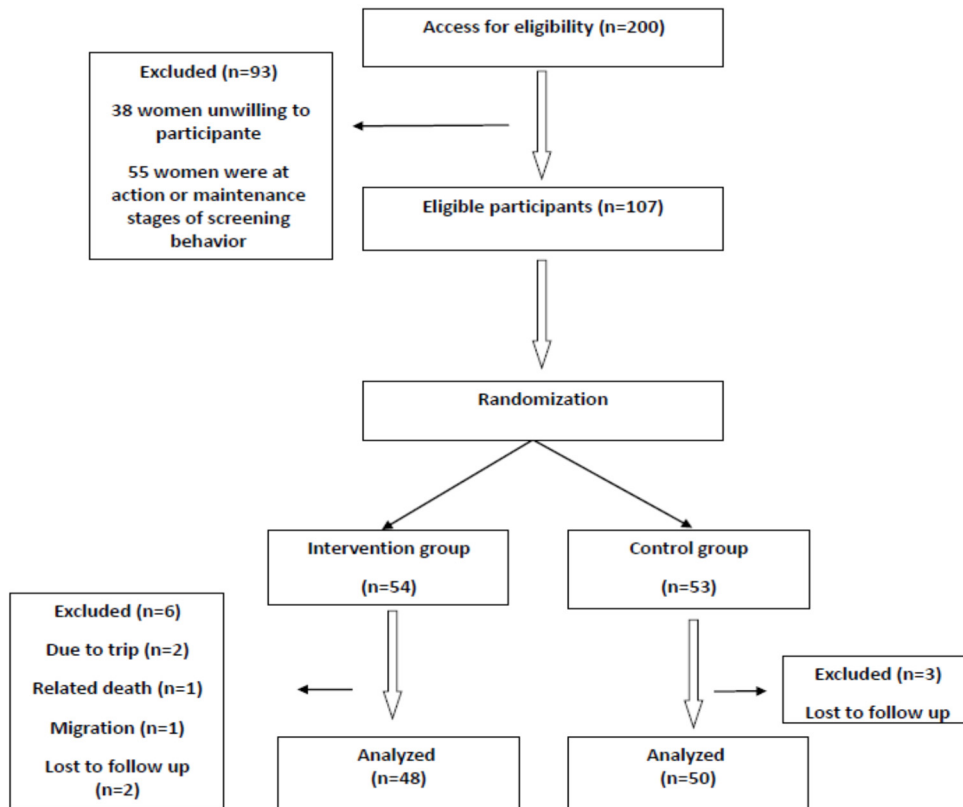 Access for eligibility (n=200)
Excluded (n=93)
38 women unwilling to
participante
55 women were at
action or maintenance
stages of screening
behavior
Eligible participants (n=107)
Randomization
Intervention group
(n=54)
Control group
(n=53)
Excluded (n=6)
Due to trip (n=2)
Related death (n=1)
Migration (n=1)
Lost to follow up
(n=2)
Excluded (n=3)
Lost to follow up
Analyzed
(n=48)
Analyzed
(n=50)